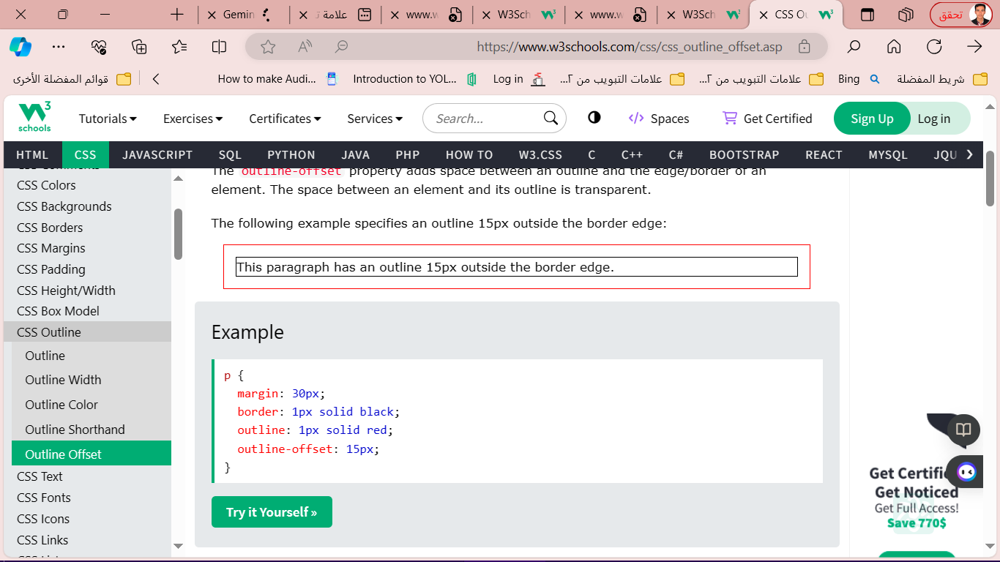 Gemin
علامة ت
www.w
W3Sch
www.w
W3Sch
CSS Ou
تحقق
https://www.w3schools.com/css/css_outline_offset.asp
قوائم المفضلة الأخرى
How to make Audi...
Introduction to YOL...
Log in
علامات التبويب من ٢...
علامات التبويب من ٢...
Bing
شريط المفضلة
W3 schools
Tutorials
Exercises
Certificates
Services
Search...
Spaces
Get Certified
Sign Up
Log in
HTML CSS JAVASCRIPT SQL PYTHON JAVA PHP HOW TO W3.CSS C C++ C# BOOTSTRAP REACT MYSQL JQU
CSS Comments
CSS Colors
CSS Backgrounds
CSS Borders
CSS Margins
CSS Padding
CSS Height/Width
CSS Box Model
CSS Outline
Outline
Outline Width
Outline Color
Outline Shorthand
Outline Offset
CSS Text
CSS Fonts
CSS Icons
CSS Links
The outline-offset property adds space between an outline and the edge/border of an
element. The space between an element and its outline is transparent.
The following example specifies an outline 15px outside the border edge:
This paragraph has an outline 15px outside the border edge.
Example
p {
margin: 30px;
border: 1px solid black;
outline: 1px solid red;
outline-offset: 15px;
}
Try it Yourself »
Get Certifie
Get Noticed
Get Full Access!
Save 770$